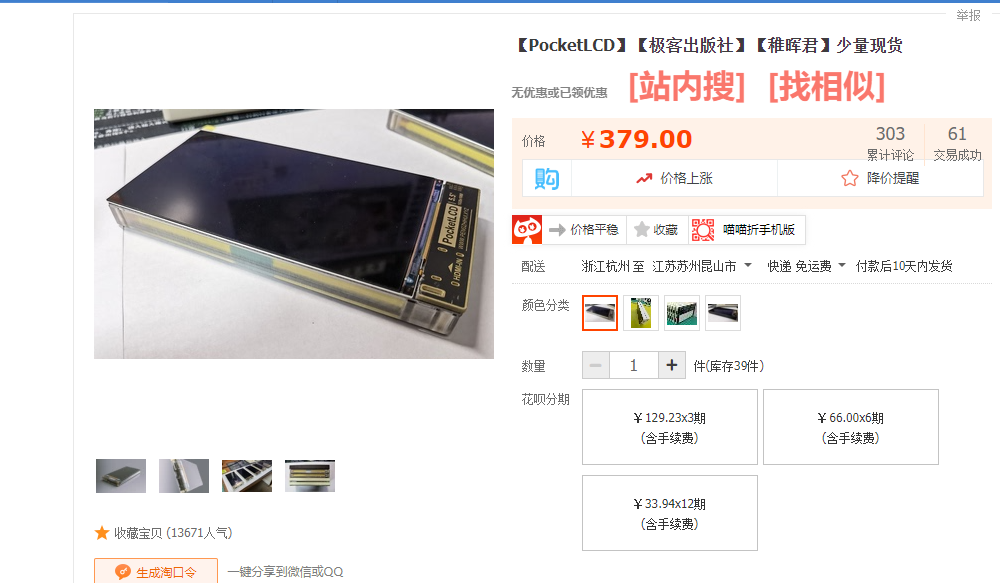 举报
【PocketLCD】【极客出版社】【稚晖君】少量现货
无优惠或已领优惠 [站内搜] [找相似]
价格 ¥379.00
303 累计评论
61 交易成功
购 价格上涨 降价提醒
价格平稳 收藏 喵喵折手机版
配送 浙江杭州 至 江苏苏州昆山市 快递 免运费 付款后10天内发货
颜色分类
数量 − 1 + 件(库存39件)
花呗分期
¥129.23x3期
(含手续费)
¥66.00x6期
(含手续费)
¥33.94x12期
(含手续费)
PocketLCD
5.5"
HDMI-IN
收藏宝贝 (13671人气)
生成淘口令 一键分享到微信或QQ